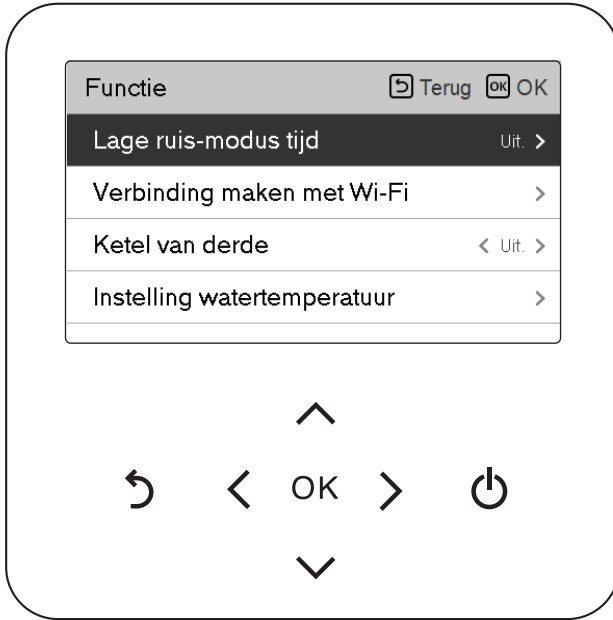 Functie Terug OK OK
Lage ruis-modus tijd Uit.
Verbinding maken met Wi-Fi
Ketel van derde Uit.
Instelling watertemperatuur
OK